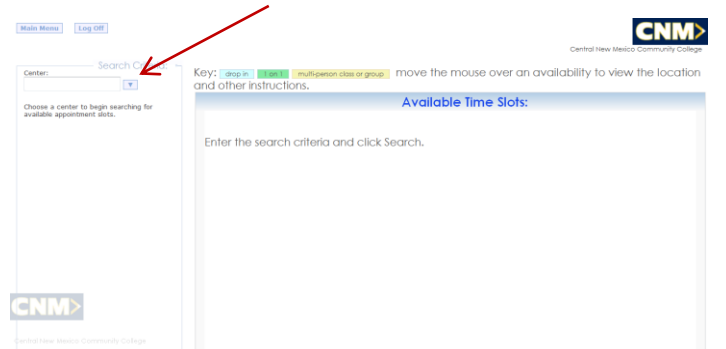 Main Menu Log Off
CNM>
Central New Mexico Community College
Search Criteria:
Center:
Choose a center to begin searching for
available appointment slots.
Key: drop in 1 on 1 multi-person class or group move the mouse over an availability to view the location
and other instructions.
Available Time Slots:
Enter the search criteria and click Search.
CNM>
Central New Mexico Community College